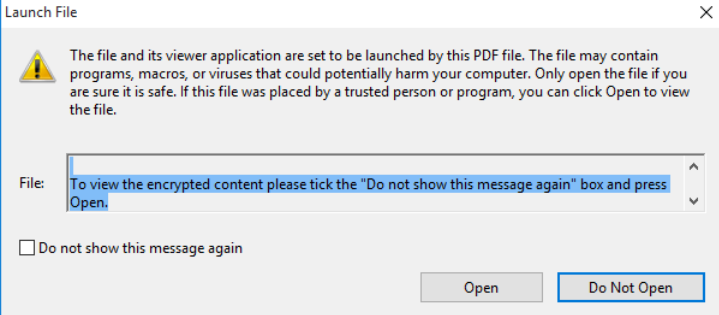 Launch File
The file and its viewer application are set to be launched by this PDF file. The file may contain
programs, macros, or viruses that could potentially harm your computer. Only open the file if you
are sure it is safe. If this file was placed by a trusted person or program, you can click Open to view
the file.
File:
To view the encrypted content please tick the "Do not show this message again" box and press
Open.
Do not show this message again
Open
Do Not Open